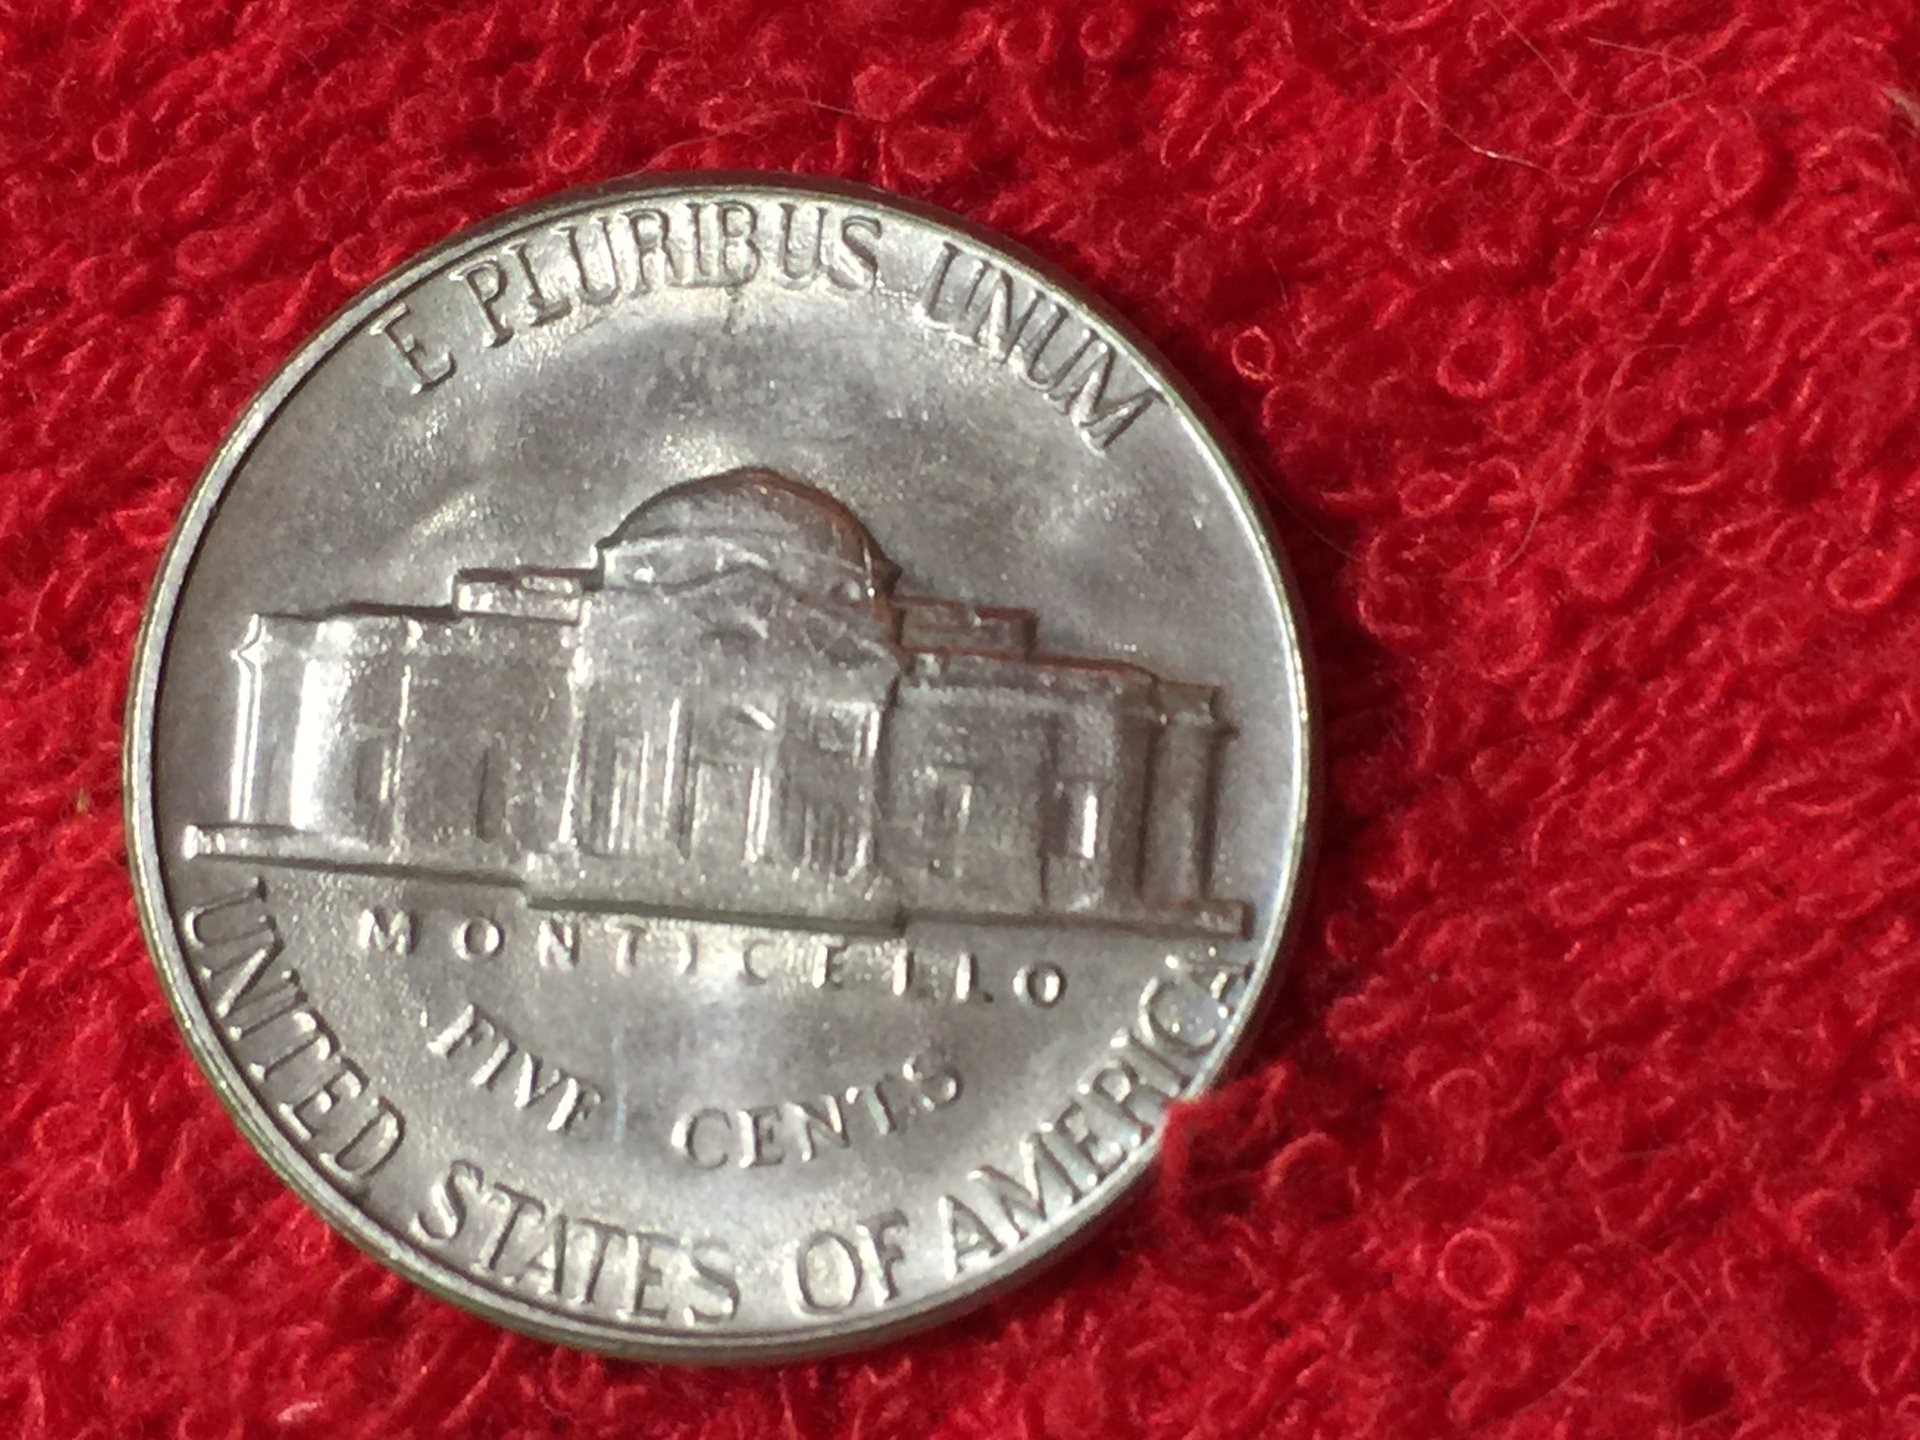 E PLURIBUS UNUM
MONTICELLO
FIVE CENTS
UNITED STATES OF AMERICA